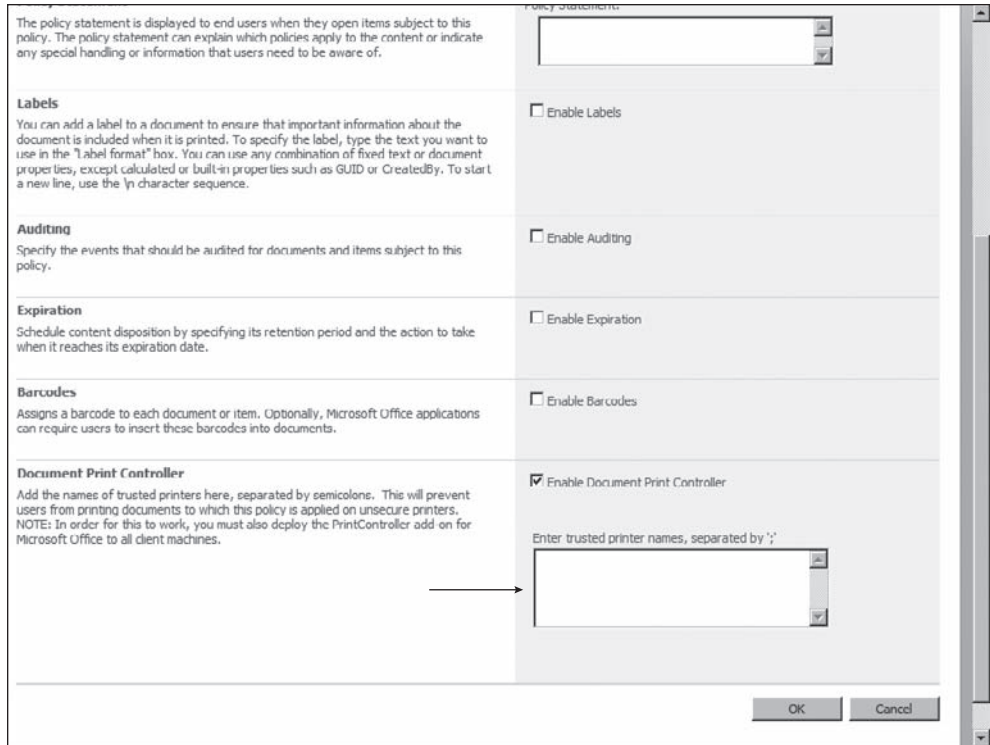 Policy Statement:
The policy statement is displayed to end users when they open items subject to this
policy. The policy statement can explain which policies apply to the content or indicate
any special handling or information that users need to be aware of.
Labels
You can add a label to a document to ensure that important information about the
document is included when it is printed. To specify the label, type the text you want to
use in the "Label format" box. You can use any combination of fixed text or document
properties, except calculated or built-in properties such as GUID or CreatedBy. To start
a new line, use the \n character sequence.
Enable Labels
Auditing
Specify the events that should be audited for documents and items subject to this
policy.
Enable Auditing
Expiration
Schedule content disposition by specifying its retention period and the action to take
when it reaches its expiration date.
Enable Expiration
Barcodes
Assigns a barcode to each document or item. Optionally, Microsoft Office applications
can require users to insert these barcodes into documents.
Enable Barcodes
Document Print Controller
Add the names of trusted printers here, separated by semicolons. This will prevent
users from printing documents to which this policy is applied on unsecure printers.
NOTE: In order for this to work, you must also deploy the PrintController add-on for
Microsoft Office to all client machines.
Enable Document Print Controller
Enter trusted printer names, separated by ';'
OK
Cancel